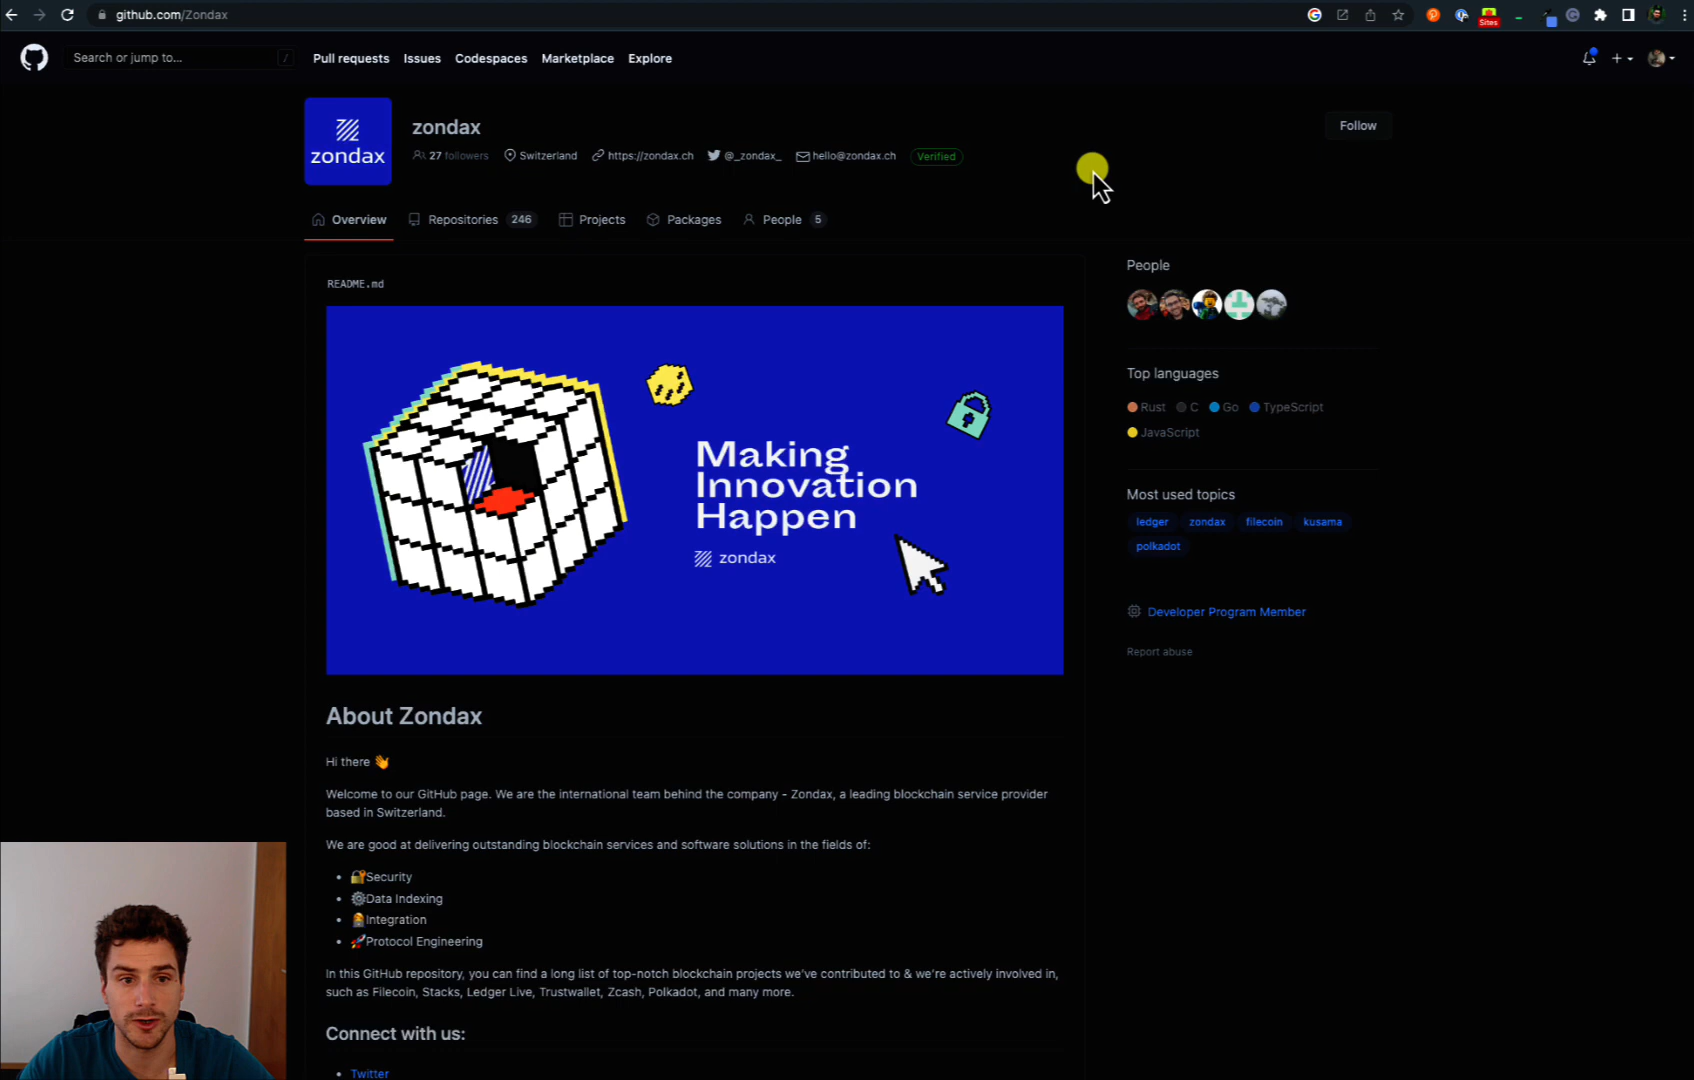 github.com/Zondax
Sites
Search or jump to... /
Pull requests Issues Codespaces Marketplace Explore
zondax
zondax
27 followers Switzerland https://zondax.ch @_zondax_ hello@zondax.ch Verified
Follow
Overview Repositories 246 Projects Packages People 5
README.md
Making
Innovation
Happen
zondax
About Zondax
Hi there 👋
Welcome to our GitHub page. We are the international team behind the company - Zondax, a leading blockchain service provider
based in Switzerland.
We are good at delivering outstanding blockchain services and software solutions in the fields of:
• 🔐Security
• ⚙️Data Indexing
• 👷Integration
• 🚀Protocol Engineering
In this GitHub repository, you can find a long list of top-notch blockchain projects we've contributed to & we're actively involved in,
such as Filecoin, Stacks, Ledger Live, Trustwallet, Zcash, Polkadot, and many more.
Connect with us:
• Twitter
People
Top languages
Rust C Go TypeScript
JavaScript
Most used topics
ledger zondax filecoin kusama
polkadot
Developer Program Member
Report abuse